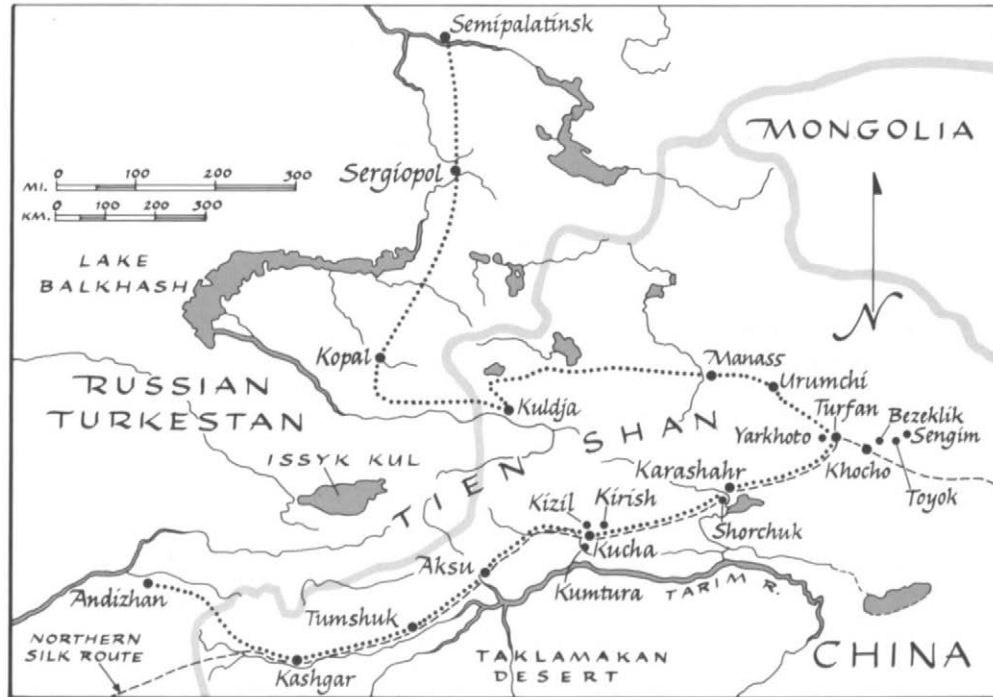 Semipalatinsk
MONGOLIA
Sergiopol
MI. 0 100 200 300
KM. 0 100 200 300
N
LAKE
BALKHASH
Kopal
Manass
Urumchi
RUSSIAN
TURKESTAN
Kuldja
Turfan
Bezeklik
Yarkhoto
Sengim
Khocho
Toyok
TIEN SHAN
ISSYK KUL
Karashahr
Kizil
Kirish
Shorchuk
Kucha
Aksu
Kumtura
TARIM R.
Andizhan
Tumshuk
CHINA
NORTHERN
SILK ROUTE
Kashgar
TAKLAMAKAN
DESERT